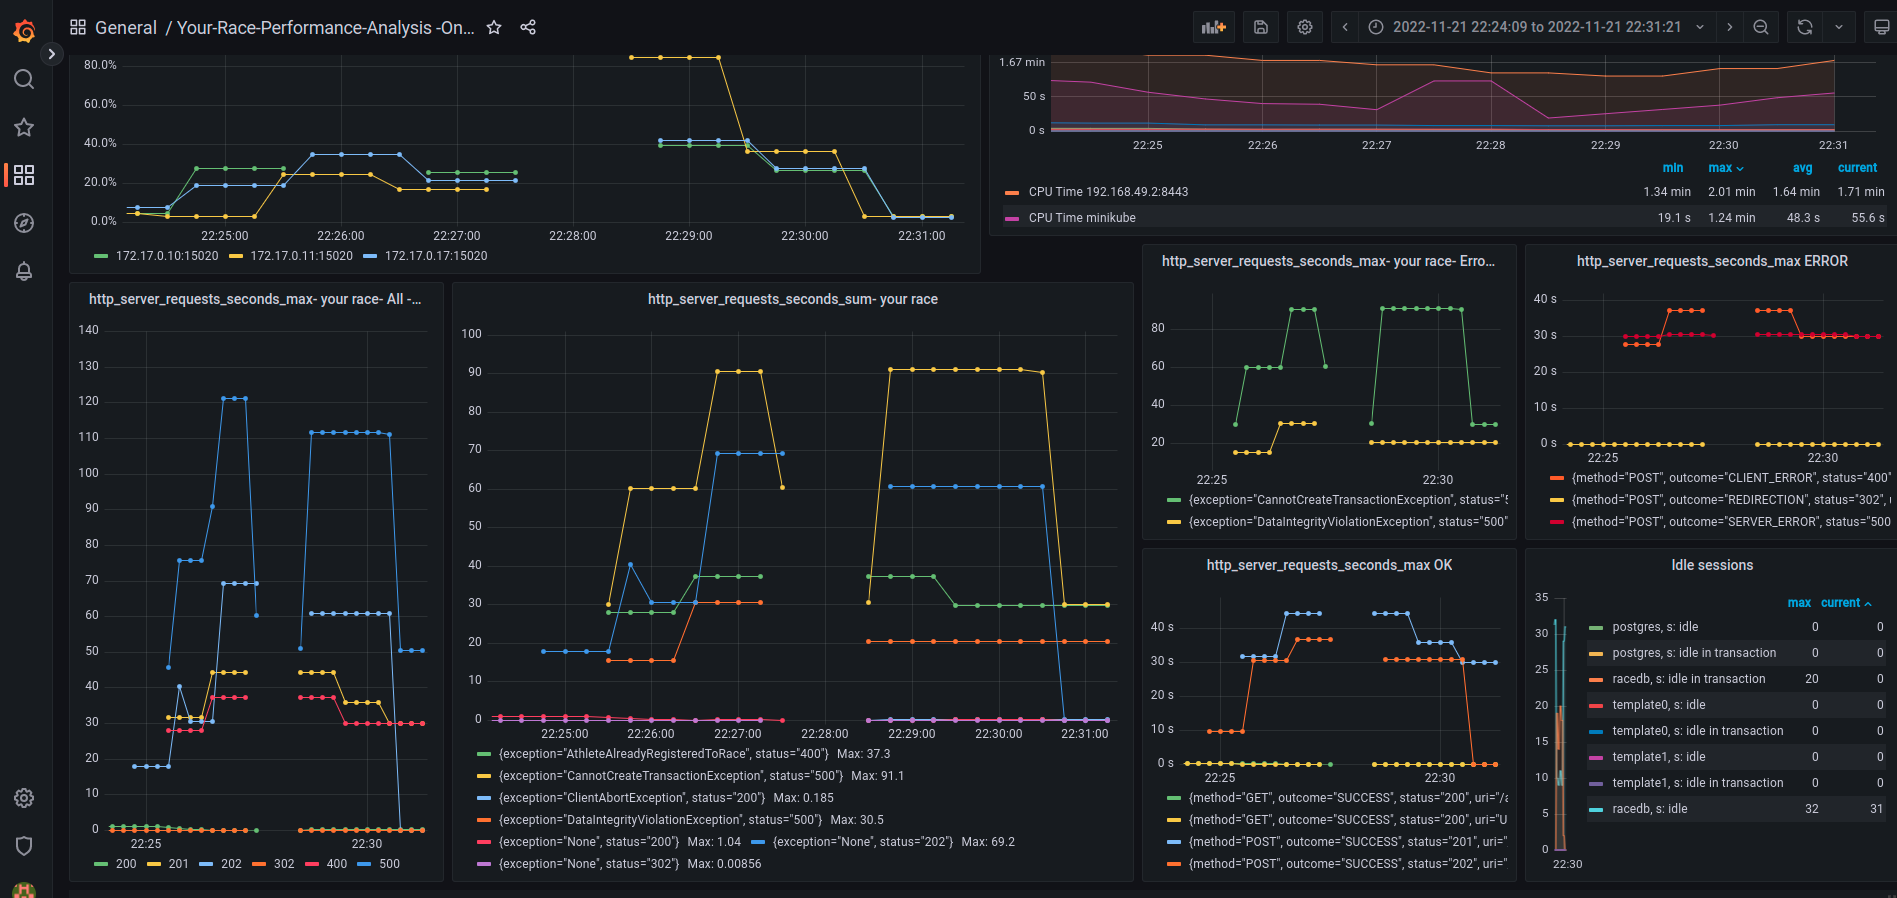 General / Your-Race-Performance-Analysis -On...
2022-11-21 22:24:09 to 2022-11-21 22:31:21
80.0%
60.0%
40.0%
20.0%
0.0%
22:25:00 22:26:00 22:27:00 22:28:00 22:29:00 22:30:00 22:31:00
172.17.0.10:15020 172.17.0.11:15020 172.17.0.17:15020
1.67 min
50 s
0 s
22:25 22:26 22:27 22:28 22:29 22:30 22:31
min max avg current
CPU Time 192.168.49.2:8443 1.34 min 2.01 min 1.64 min 1.71 min
CPU Time minikube 19.1 s 1.24 min 48.3 s 55.6 s
http_server_requests_seconds_max- your race- All -...
140
130
120
110
100
90
80
70
60
50
40
30
20
10
0
22:25 22:30
200 201 202 302 400 500
http_server_requests_seconds_sum- your race
100
90
80
70
60
50
40
30
20
10
0
22:25:00 22:26:00 22:27:00 22:28:00 22:29:00 22:30:00 22:31:00
{exception="AthleteAlreadyRegisteredToRace", status="400"} Max: 37.3
{exception="CannotCreateTransactionException", status="500"} Max: 91.1
{exception="ClientAbortException", status="200"} Max: 0.185
{exception="DataIntegrityViolationException", status="500"} Max: 30.5
{exception="None", status="200"} Max: 1.04 {exception="None", status="202"} Max: 69.2
{exception="None", status="302"} Max: 0.00856
http_server_requests_seconds_max- your race- Erro...
80
60
40
20
22:25 22:30
{exception="CannotCreateTransactionException", status="5
{exception="DataIntegrityViolationException", status="500"
http_server_requests_seconds_max ERROR
40 s
30 s
20 s
10 s
0 s
22:25 22:30
{method="POST", outcome="CLIENT_ERROR", status="400"
{method="POST", outcome="REDIRECTION", status="302",
{method="POST", outcome="SERVER_ERROR", status="500
http_server_requests_seconds_max OK
40 s
30 s
20 s
10 s
0 s
22:25 22:30
{method="GET", outcome="SUCCESS", status="200", uri="/a
{method="GET", outcome="SUCCESS", status="200", uri="U
{method="POST", outcome="SUCCESS", status="201", uri="
{method="POST", outcome="SUCCESS", status="202", uri="
Idle sessions
35
30
25
20
15
10
5
0
22:30
max current
postgres, s: idle 0 0
postgres, s: idle in transaction 0 0
racedb, s: idle in transaction 20 0
template0, s: idle 0 0
template0, s: idle in transaction 0 0
template1, s: idle 0 0
template1, s: idle in transaction 0 0
racedb, s: idle 32 31